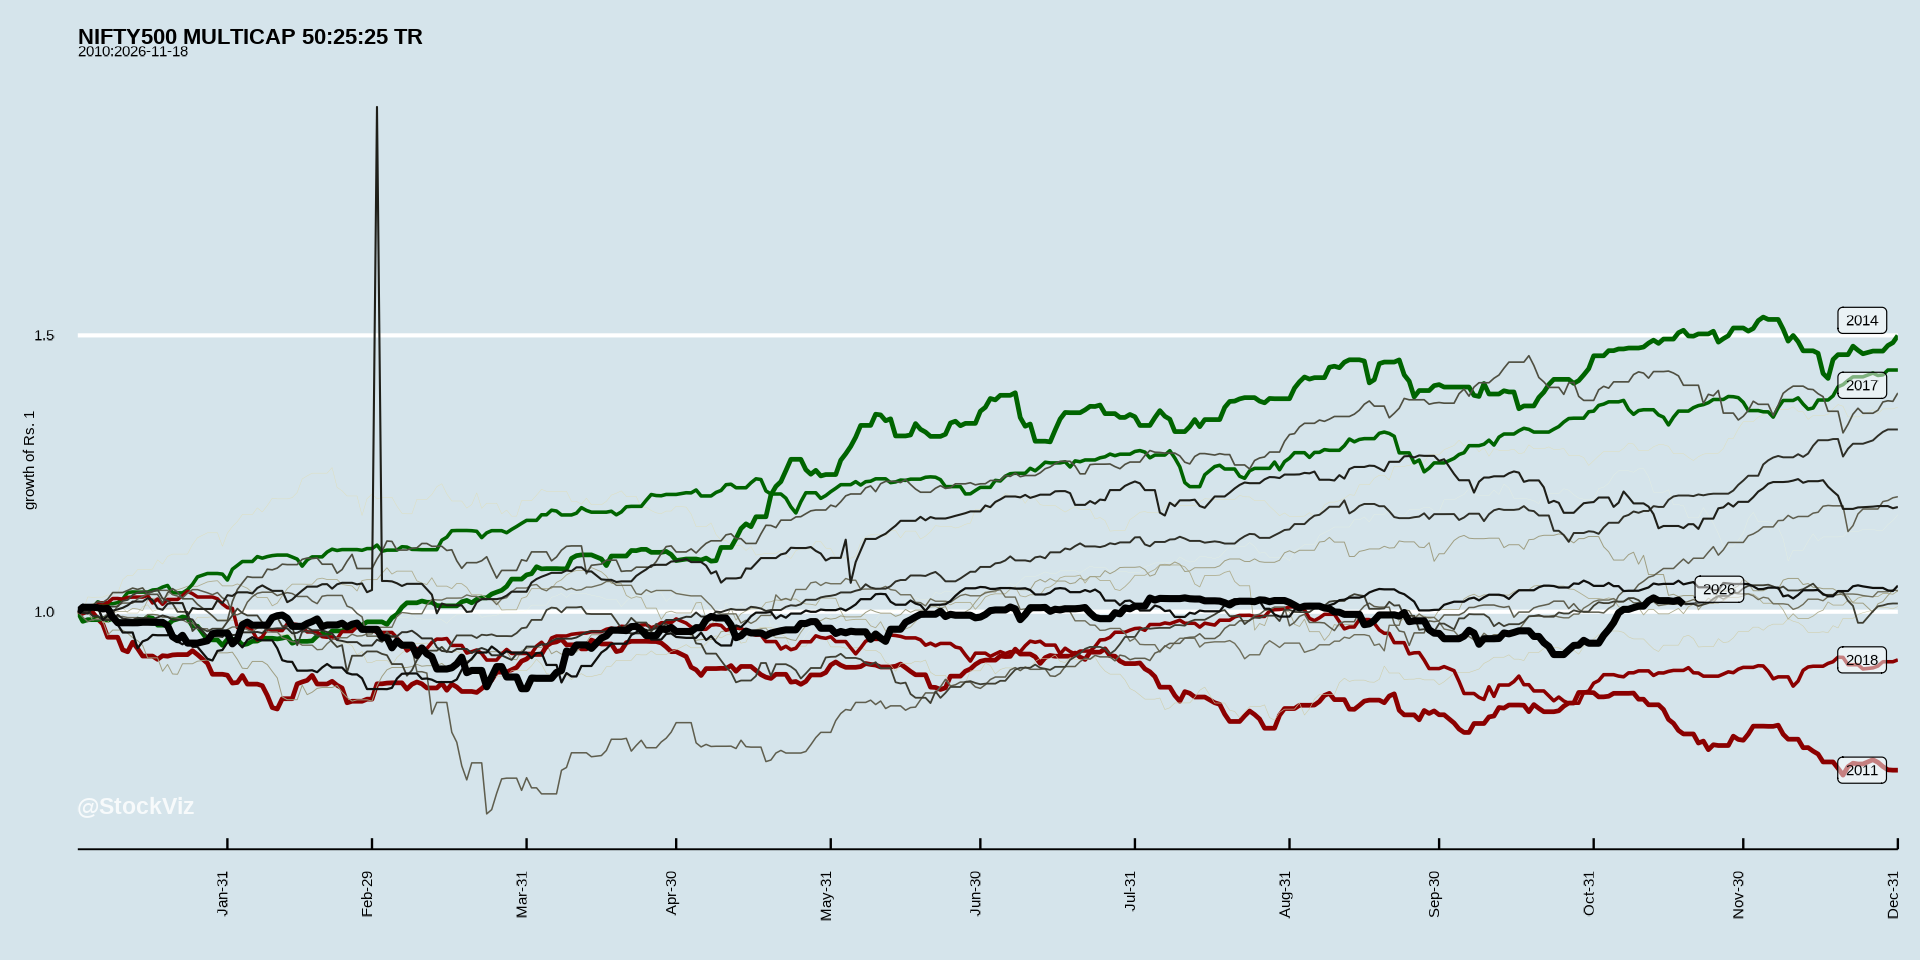 NIFTY500 MULTICAP 50:25:25 TR
2010:2026-11-18
growth of Rs. 1
1.5
1.0
2014
2017
2026
2018
2011
@StockViz
Jan-31
Feb-29
Mar-31
Apr-30
May-31
Jun-30
Jul-31
Aug-31
Sep-30
Oct-31
Nov-30
Dec-31